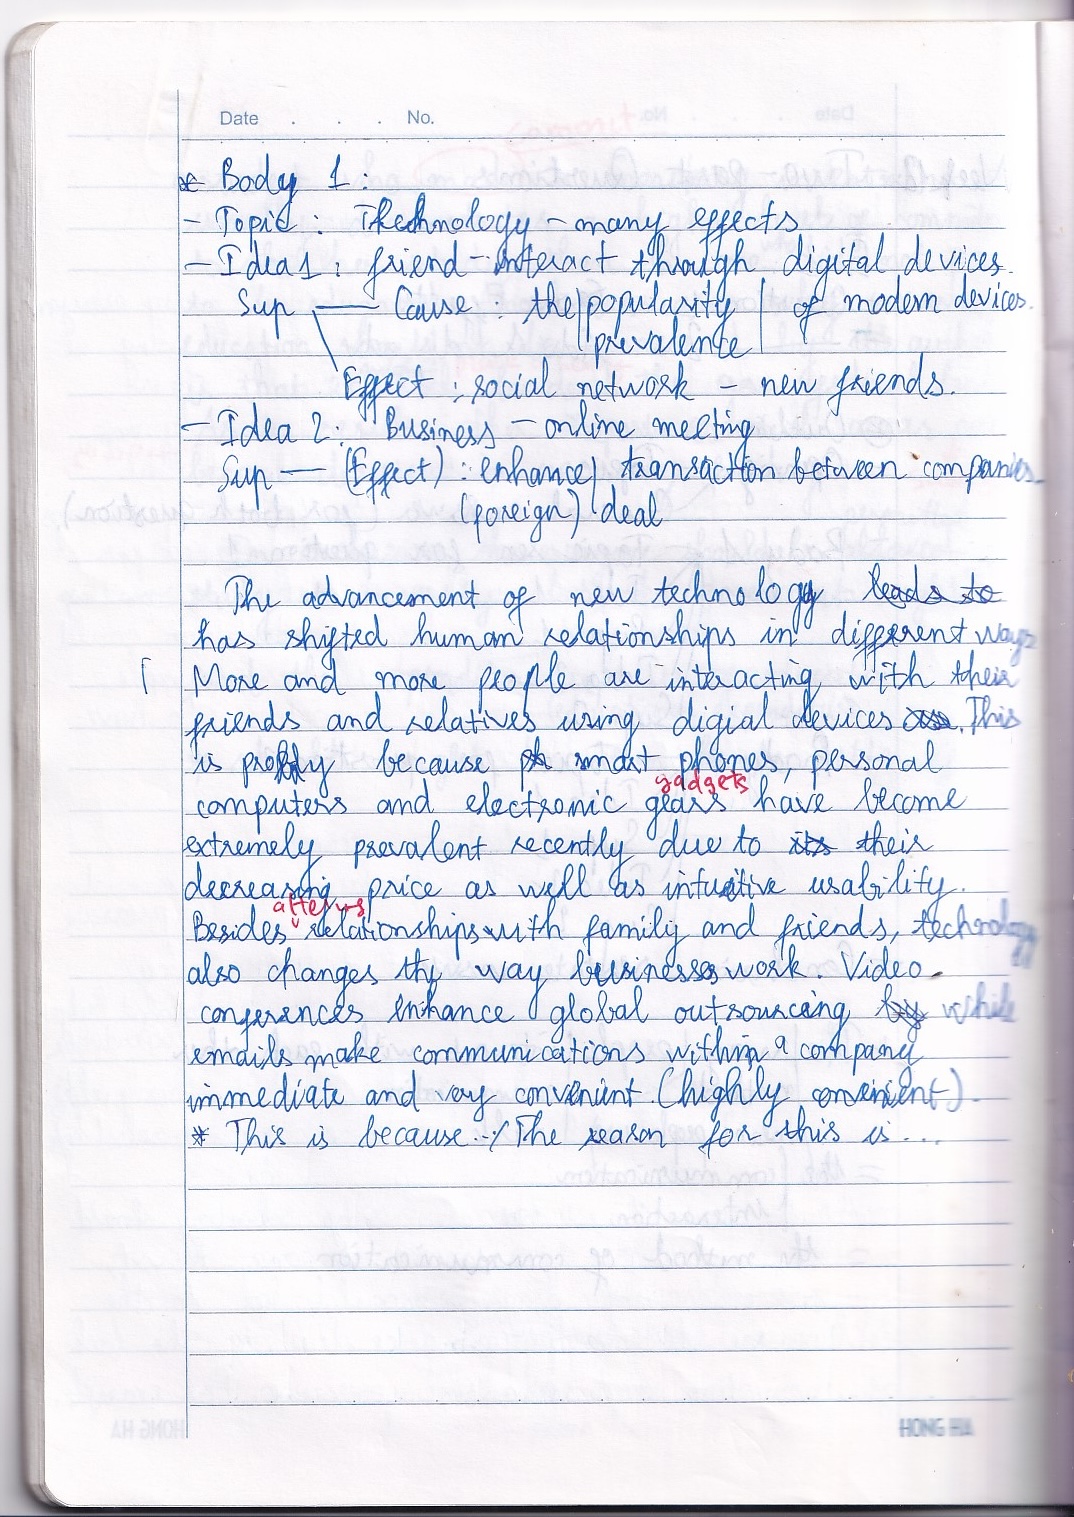 Date . . . No.
* Body 1 :
- Topic : Technology - many effects
- Idea 1 : friend - interact through digital devices.
Sup — Cause : the | popularity | of modern devices.
prevalence
Effect : social network - new friends.
- Idea 2 : Business - online meeting
Sup — (Effect) : enhance | transaction between companies
(foreign) deal
The advancement of new technology leads to
has shifted human relationships in different ways
[ More and more people are interacting with their
friends and relatives using digial devices. This
is because smart phones, personal
gadgets
computers and electronic gears have become
extremely prevalent recently due to its their
decreasing price as well as intuitive usability.
Besides relationships with family and friends, technology
also changes thy way businesses work. Video
conferences enhance global outsourcing by while
emails make communications within a company
immediate and very convenient. (highly convenient).
* This is because... / The reason for this is ...
HONG HA